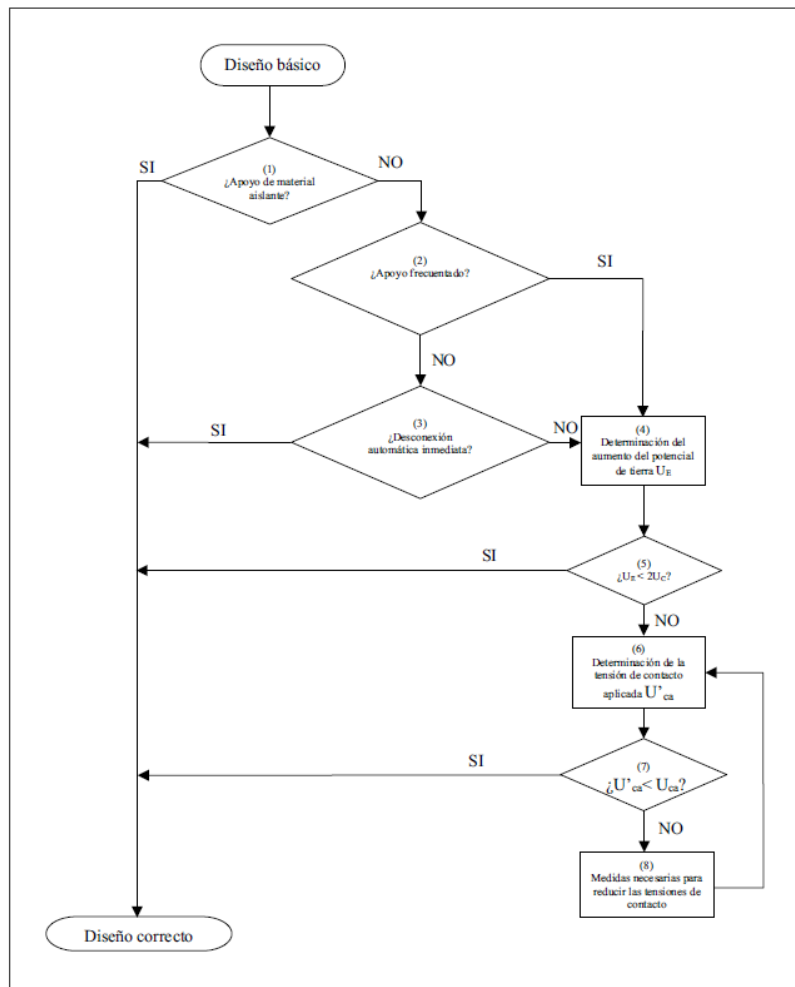 Diseño básico
SI
NO
(1)
¿Apoyo de material
aislante?
(2)
¿Apoyo frecuentado?
SI
NO
SI
(3)
¿Desconexión
automática inmediata?
NO
(4)
Determinación del
aumento del potencial
de tierra UE
SI
(5)
¿UE < 2UC?
NO
(6)
Determinación de la
tensión de contacto
aplicada U'ca
SI
(7)
¿U'ca< Uca?
NO
(8)
Medidas necesarias para
reducir las tensiones de
contacto
Diseño correcto